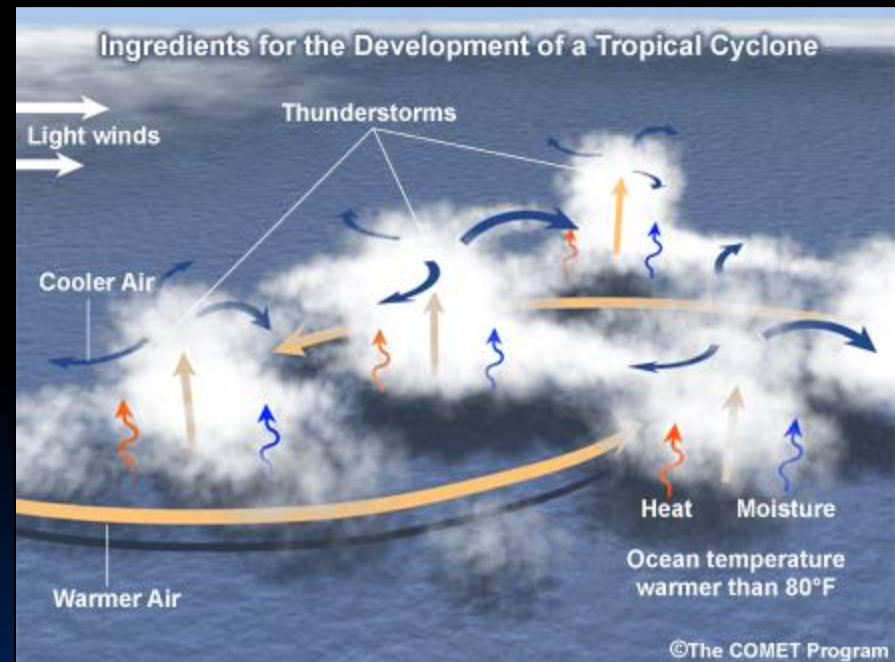 Ingredients for the Development of a Tropical Cyclone
Light winds
Thunderstorms
Cooler Air
Heat
Moisture
Ocean temperature
warmer than 80°F
Warmer Air
©The COMET Program